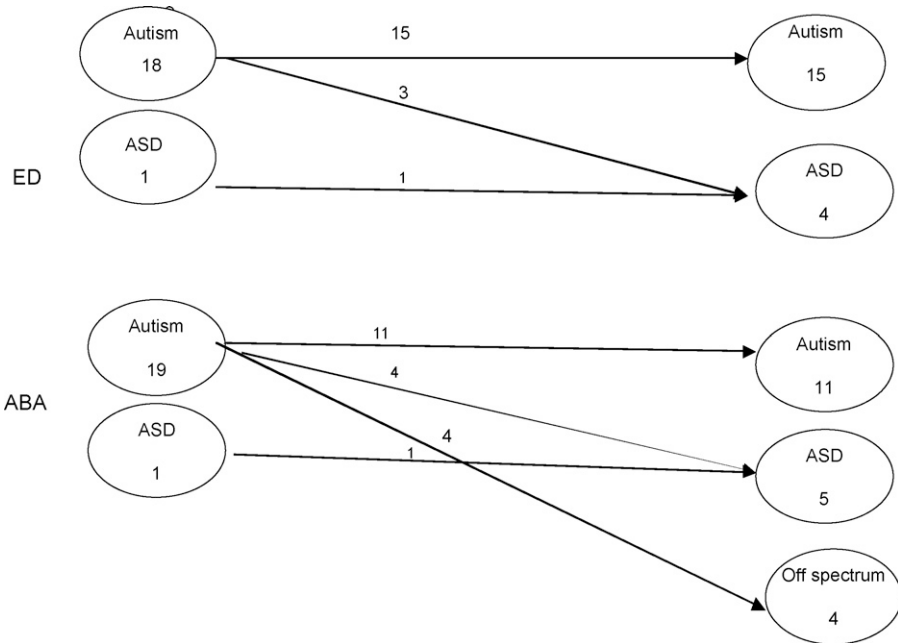 Autism
18
15
Autism
15
3
ED
ASD
1
1
ASD
4
Autism
19
11
Autism
11
4
ABA
ASD
1
4
1
ASD
5
Off spectrum
4